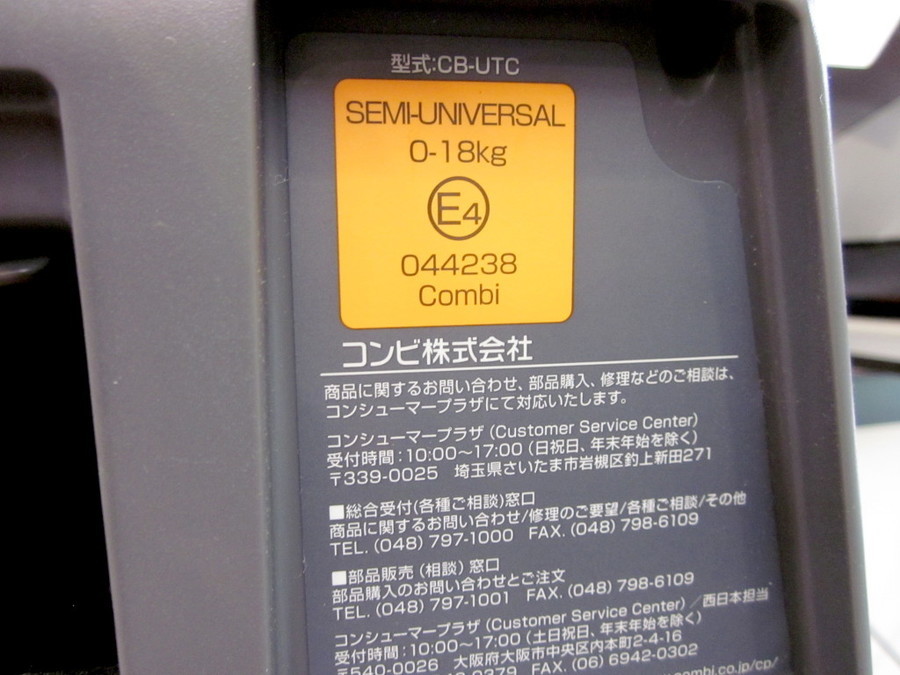 型式:CB-UTC
SEMI-UNIVERSAL
0-18kg
E4
044238
Combi
コンビ株式会社
商品に関するお問い合わせ、部品購入、修理などのご相談は、
コンシューマープラザにて対応いたします。
コンシューマープラザ (Customer Service Center)
受付時間:10:00～17:00 (日祝日、年末年始を除く)
〒339-0025 埼玉県さいたま市岩槻区釣上新田271
■総合受付(各種ご相談)窓口
商品に関するお問い合わせ/修理のご要望/各種ご相談/その他
TEL. (048) 797-1000 FAX. (048) 798-6109
■部品販売 (相談) 窓口
部品購入のお問い合わせとご注文
TEL. (048) 797-1001 FAX. (048) 798-6109
コンシューマープラザ (Customer Service Center) ／西日本担当
受付時間:10:00～17:00 (土日祝日、年末年始を除く)
〒540-0026 大阪府大阪市中央区内本町2-4-16
0379 FAX. (06) 6942-0302
.combi.co.jp/cp/